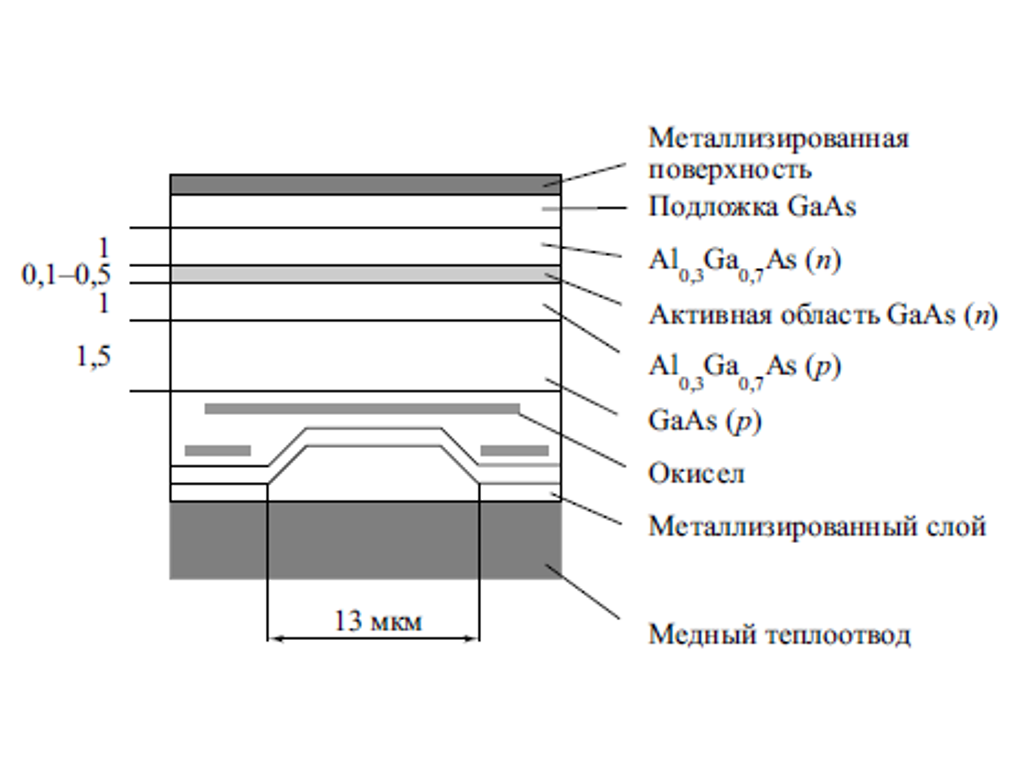 Металлизированная
поверхность
Подложка GaAs
1
Al0,3Ga0,7As (n)
0,1–0,5
1
Активная область GaAs (n)
1,5
Al0,3Ga0,7As (p)
GaAs (p)
Окисел
Металлизированный слой
13 мкм
Медный теплоотвод